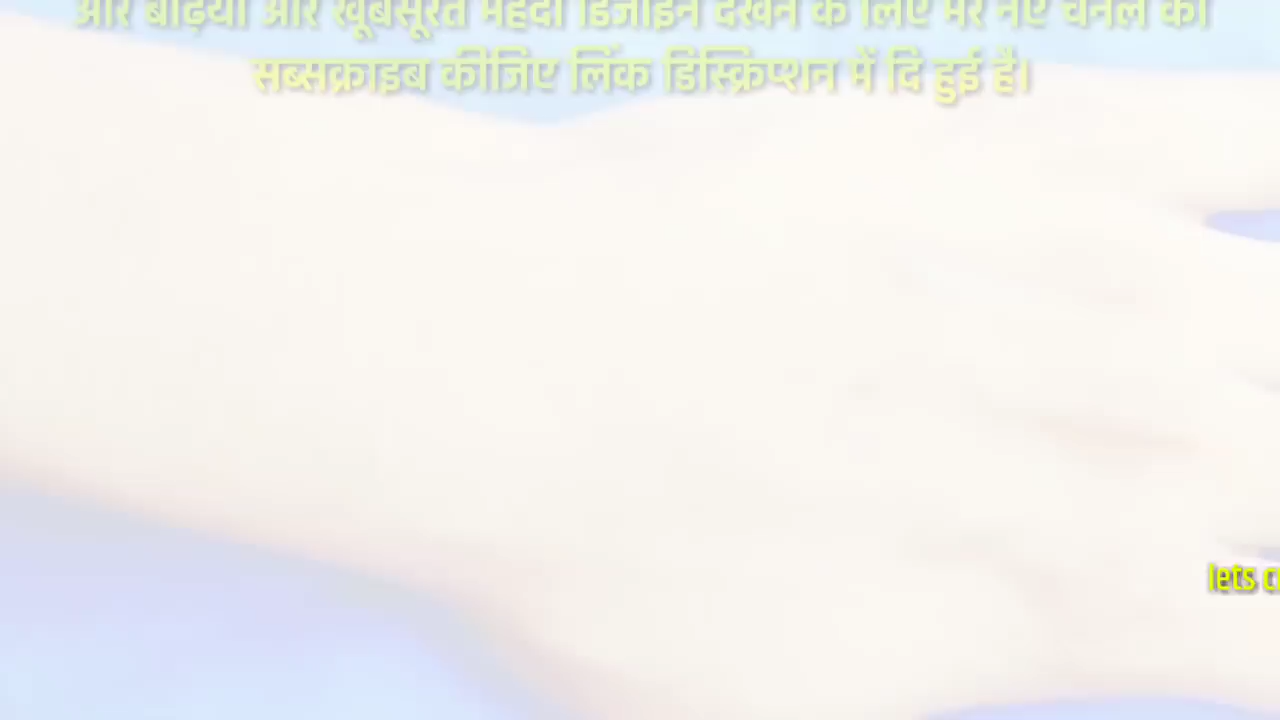 और बढ़िया और खूबसूरत मेहंदी डिजाइन देखने के लिए मेरे नए चैनल को
सब्सक्राइब कीजिए लिंक डिस्क्रिप्शन में दि हुई है।
lets c